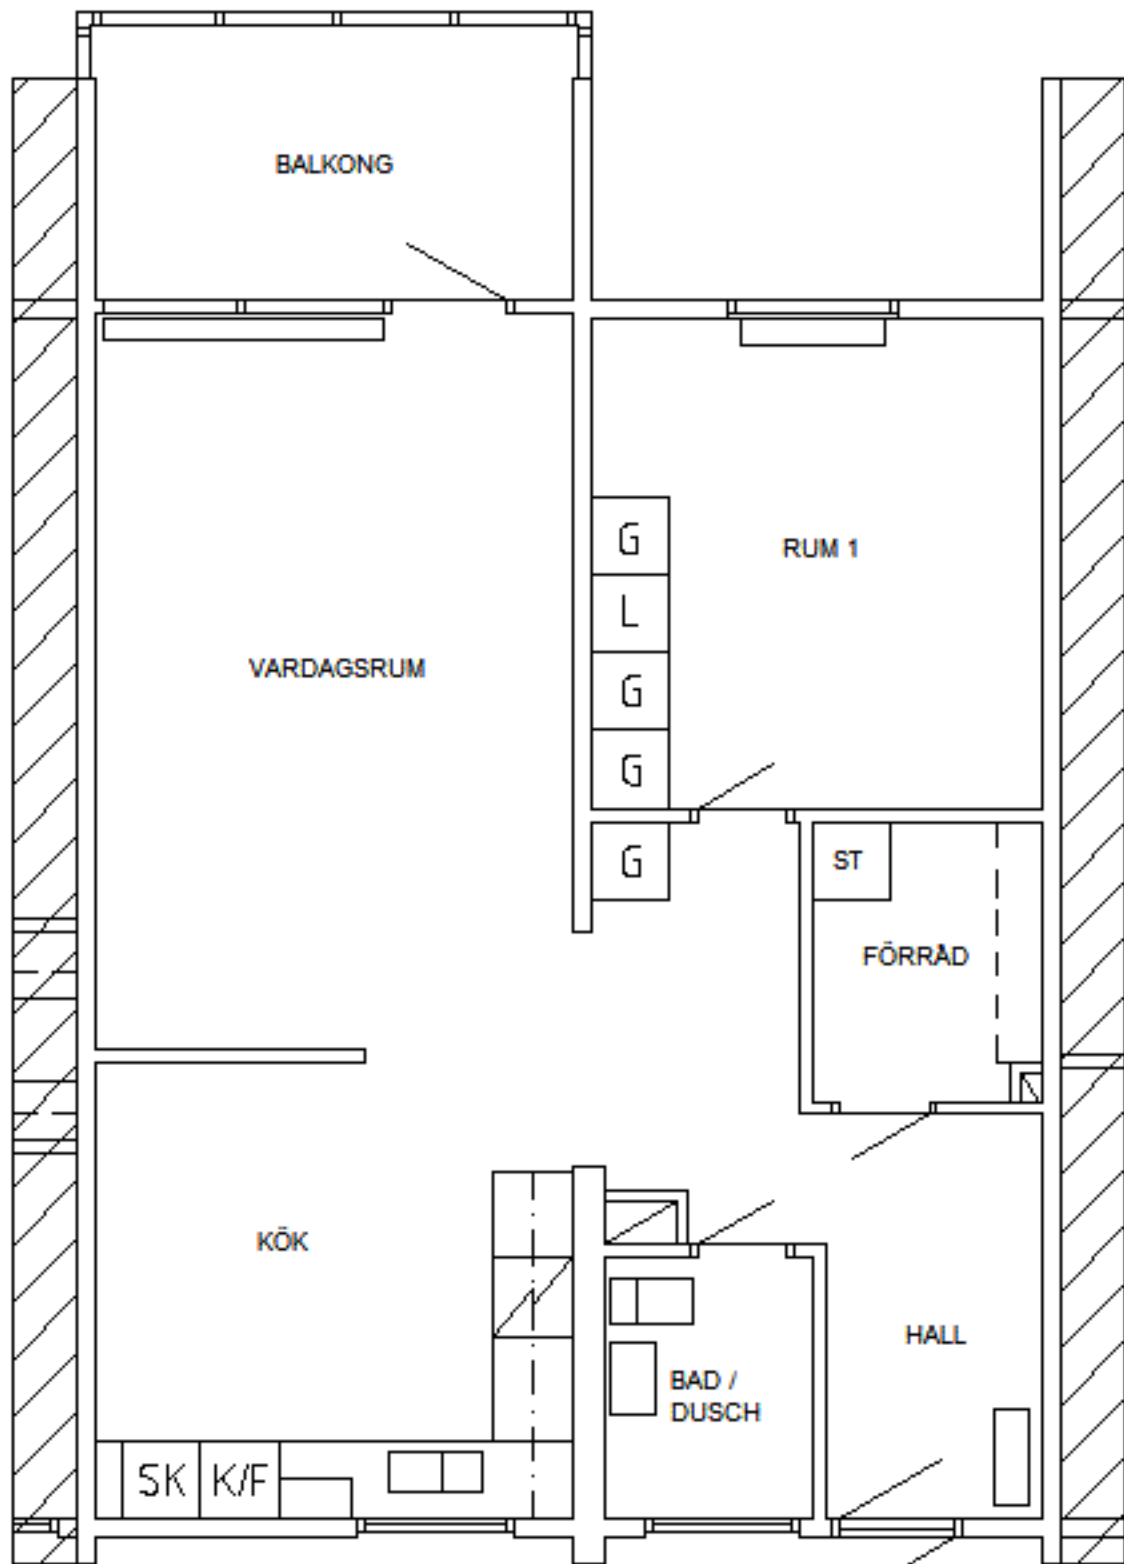 BALKONG
G
RUM 1
L
VARDAGSRUM
G
G
G
ST
FÖRRÅD
KÖK
HALL
BAD /
DUSCH
SK
K/F